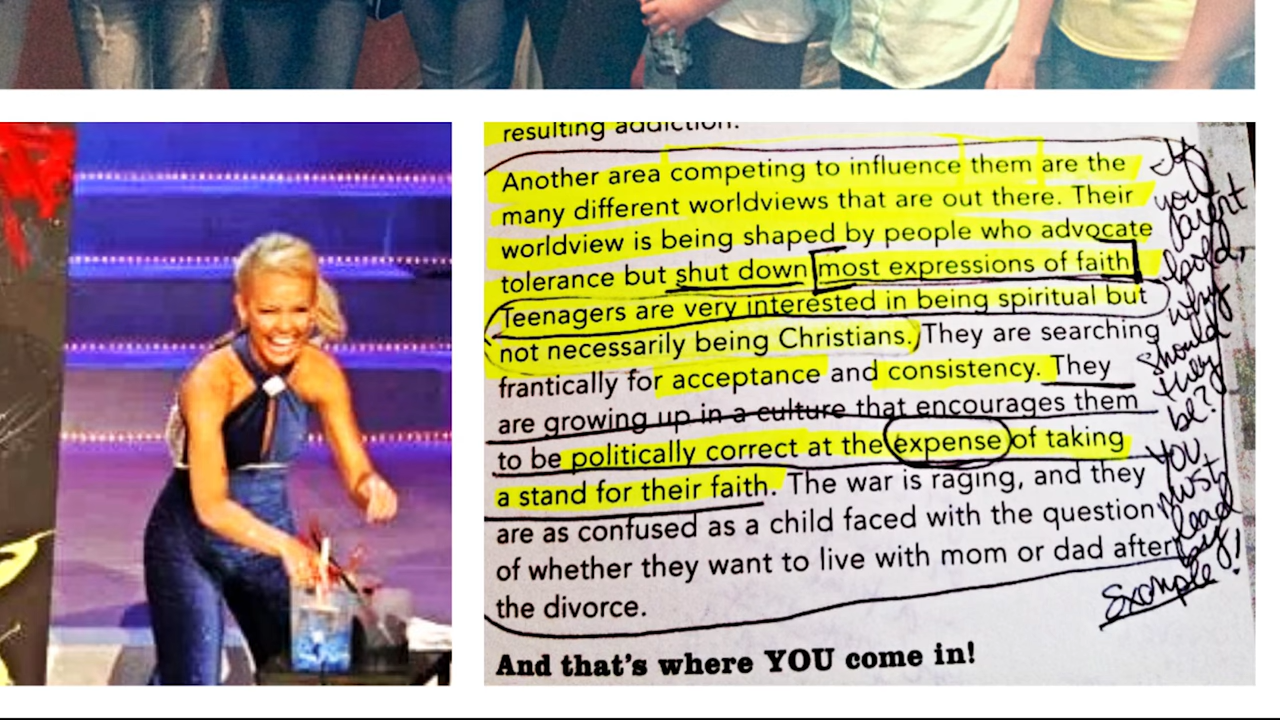 resulting addiction.
Another area competing to influence them are the
many different worldviews that are out there. Their
worldview is being shaped by people who advocate
tolerance but shut down most expressions of faith
Teenagers are very interested in being spiritual but
not necessarily being Christians. They are searching
frantically for acceptance and consistency. They
are growing up in a culture that encourages them
to be politically correct at the expense of taking
a stand for their faith. The war is raging, and they
are as confused as a child faced with the question
of whether they want to live with mom or dad after
the divorce.
And that's where YOU come in!
If
you
arent
bold,
why
should
they
be?
YOU
must
lead
by
example!